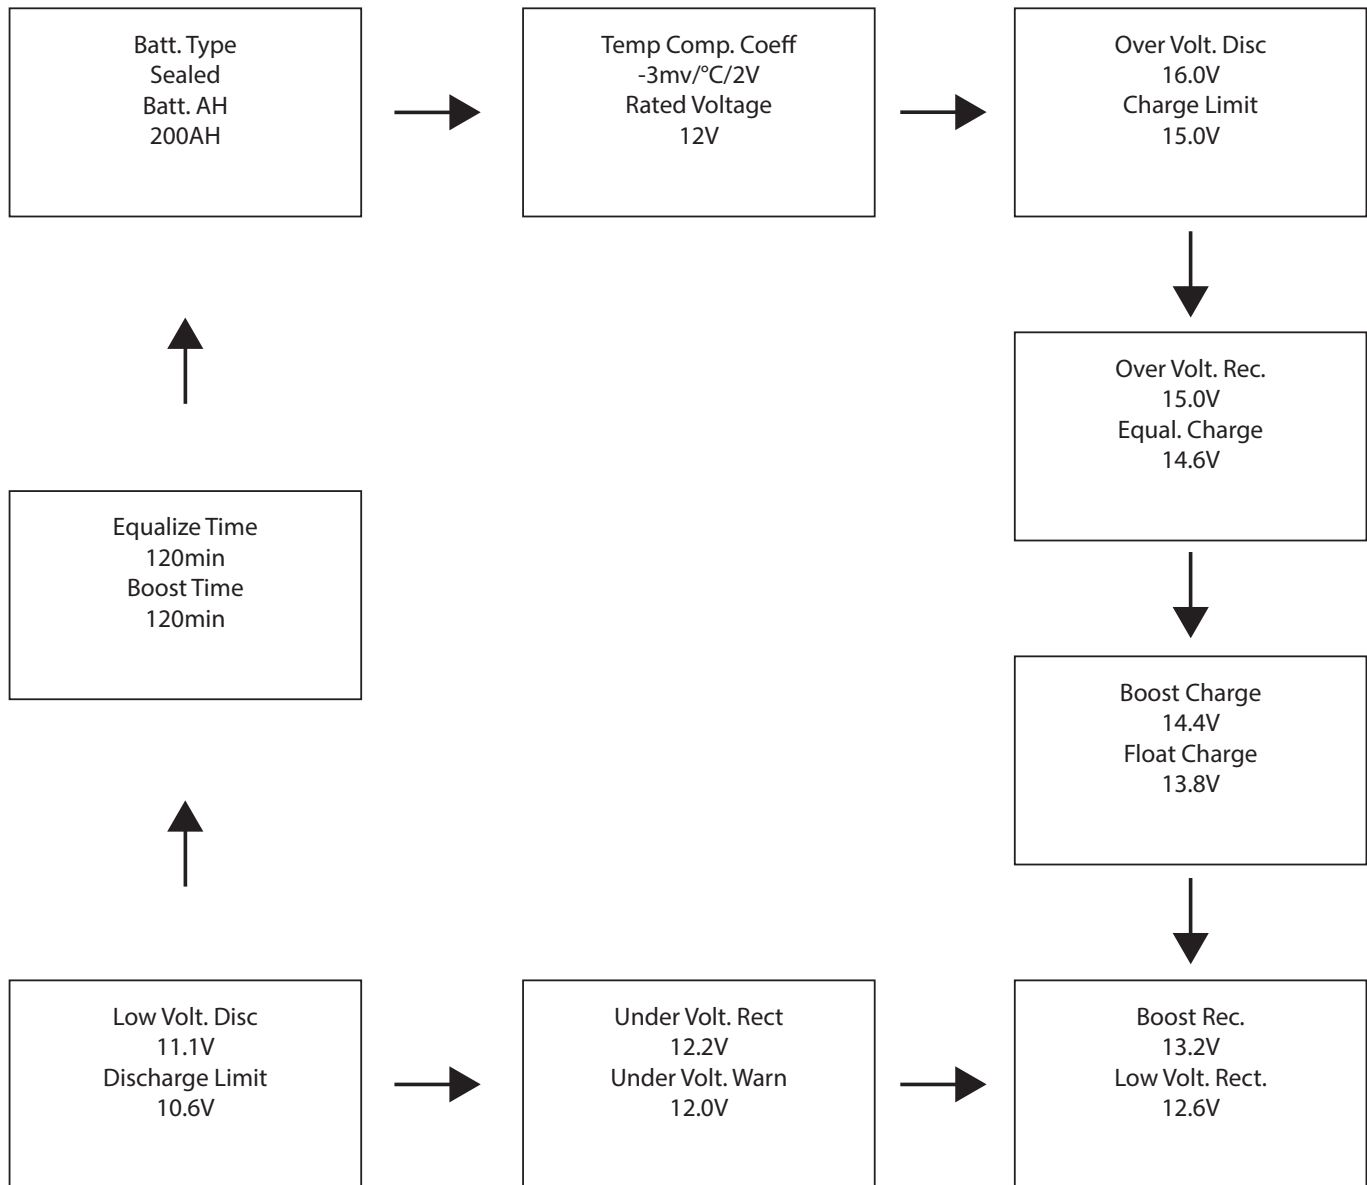 Batt. Type
Sealed
Batt. AH
200AH
Temp Comp. Coeff
-3mv/°C/2V
Rated Voltage
12V
Over Volt. Disc
16.0V
Charge Limit
15.0V
Over Volt. Rec.
15.0V
Equal. Charge
14.6V
Equalize Time
120min
Boost Time
120min
Boost Charge
14.4V
Float Charge
13.8V
Low Volt. Disc
11.1V
Discharge Limit
10.6V
Under Volt. Rect
12.2V
Under Volt. Warn
12.0V
Boost Rec.
13.2V
Low Volt. Rect.
12.6V